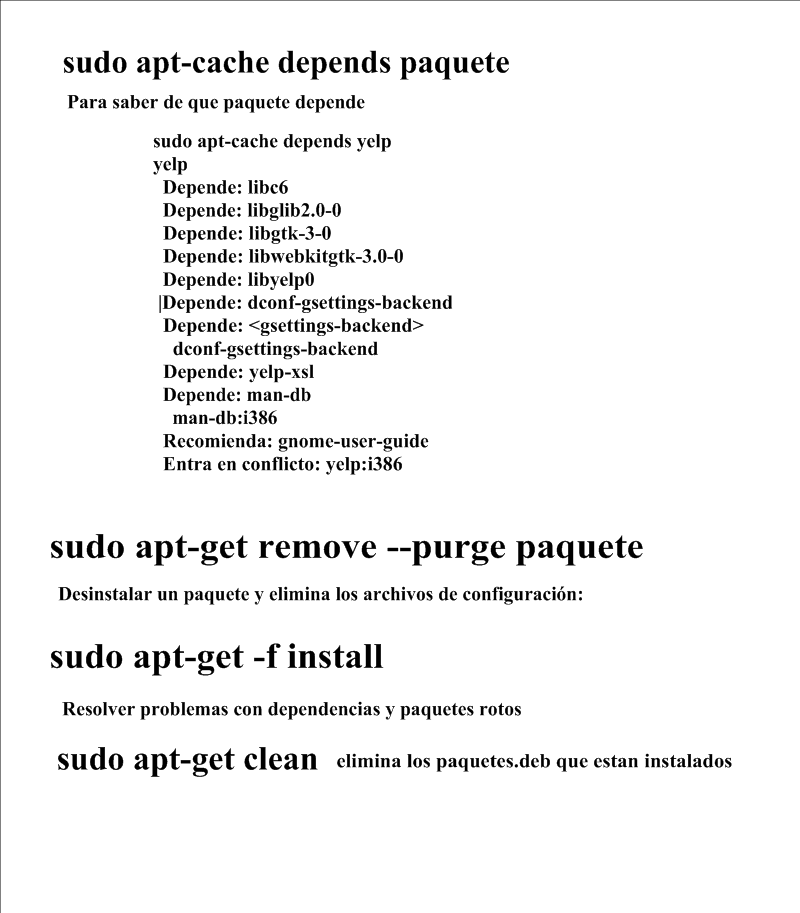 sudo apt-cache depends paquete
Para saber de que paquete depende
sudo apt-cache depends yelp
yelp
Depende: libc6
Depende: libglib2.0-0
Depende: libgtk-3-0
Depende: libwebkitgtk-3.0-0
Depende: libyelp0
|Depende: dconf-gsettings-backend
Depende: <gsettings-backend>
dconf-gsettings-backend
Depende: yelp-xsl
Depende: man-db
man-db:i386
Recomienda: gnome-user-guide
Entra en conflicto: yelp:i386
sudo apt-get remove --purge paquete
Desinstalar un paquete y elimina los archivos de configuración:
sudo apt-get -f install
Resolver problemas con dependencias y paquetes rotos
sudo apt-get clean elimina los paquetes.deb que estan instalados